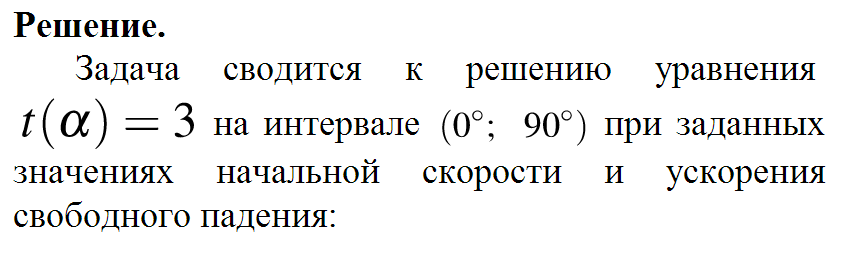 Решение.
Задача сводится к решению уравнения
t(α) = 3 на интервале (0°; 90°) при заданных
значениях начальной скорости и ускорения
свободного падения: